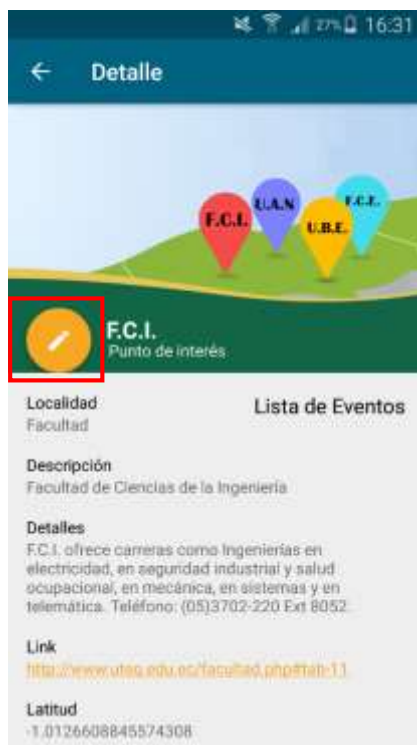 27% 16:31
Detalle
F.C.I.
U.A.N
U.B.E.
F.C.E.
F.C.I.
Punto de interés
Localidad
Lista de Eventos
Facultad
Descripción
Facultad de Ciencias de la Ingeniería
Detalles
F.C.I. ofrece carreras como Ingenierías en
electricidad, en seguridad industrial y salud
ocupacional, en mecánica, en sistemas y en
telemática. Teléfono: (05)3702-220 Ext 8052.
Link
http://www.uteq.edu.ec/facultad.php#tab-11
Latitud
-1.0126608845574308